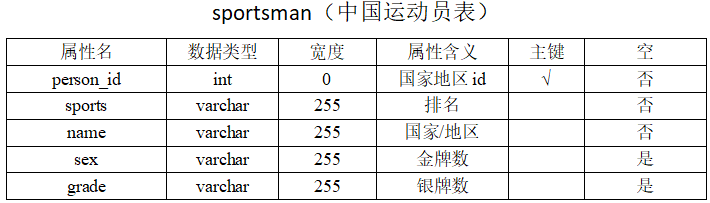 sportsman（中国运动员表）
属性名 数据类型 宽度 属性含义 主键 空
person_id int 0 国家地区 id √ 否
sports varchar 255 排名 否
name varchar 255 国家/地区 否
sex varchar 255 金牌数 是
grade varchar 255 银牌数 是